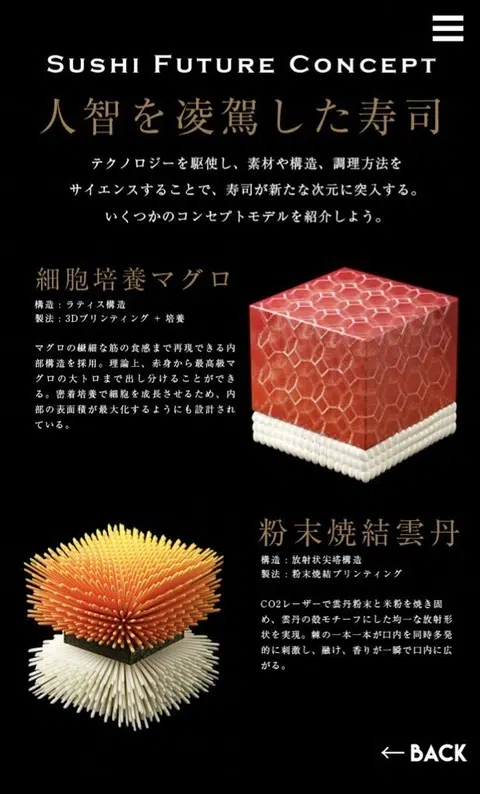 SUSHI FUTURE CONCEPT
人智を凌駕した寿司
テクノロジーを駆使し、素材や構造、調理方法を
サイエンスすることで、寿司が新たな次元に突入する。
いくつかのコンセプトモデルを紹介しよう。
細胞培養マグロ
構造：ラティス構造
製法：3Dプリンティング + 培養
マグロの繊細な筋の食感まで再現できる内
部構造を採用。理論上、赤身から最高級マ
グロの大トロまで出し分けることができ
る。密着培養で細胞を成長させるため、内
部の表面積が最大化するようにも設計され
ている。
粉末焼結雲丹
構造：放射状尖塔構造
製法：粉末焼結プリンティング
CO2レーザーで雲丹粉末と米粉を焼き固
め、雲丹の殻モチーフにした均一な放射形
状を実現。棘の一本一本が口内を同時多発
的に刺激し、融け、香りが一瞬で口内に広
がる。
←BACK